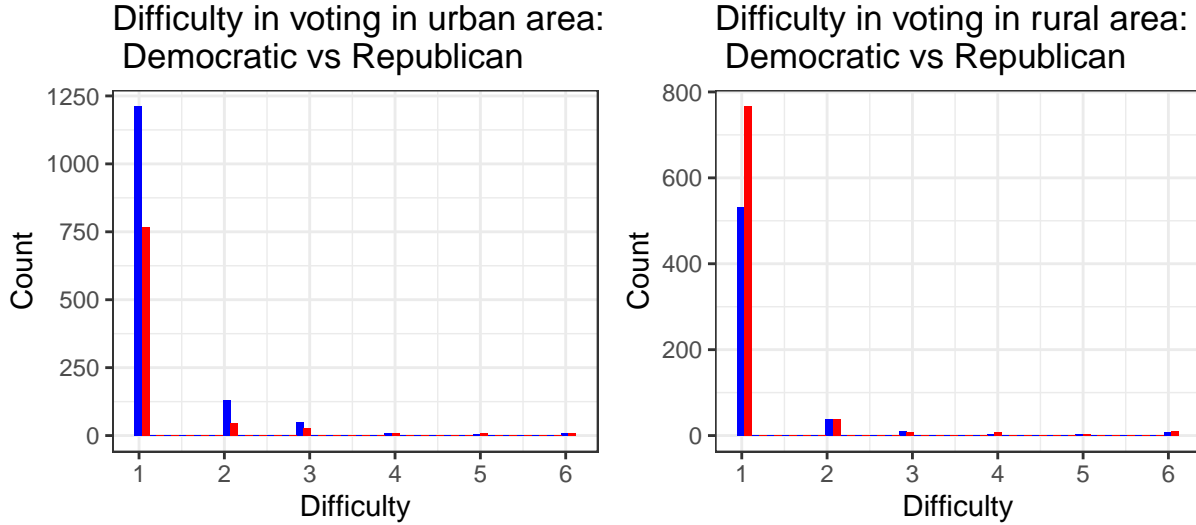 Difficulty in voting in urban area:
Democratic vs Republican
1250
1000
750
500
250
0
Count
1 2 3 4 5 6
Difficulty
Difficulty in voting in rural area:
Democratic vs Republican
800
600
400
200
0
Count
1 2 3 4 5 6
Difficulty